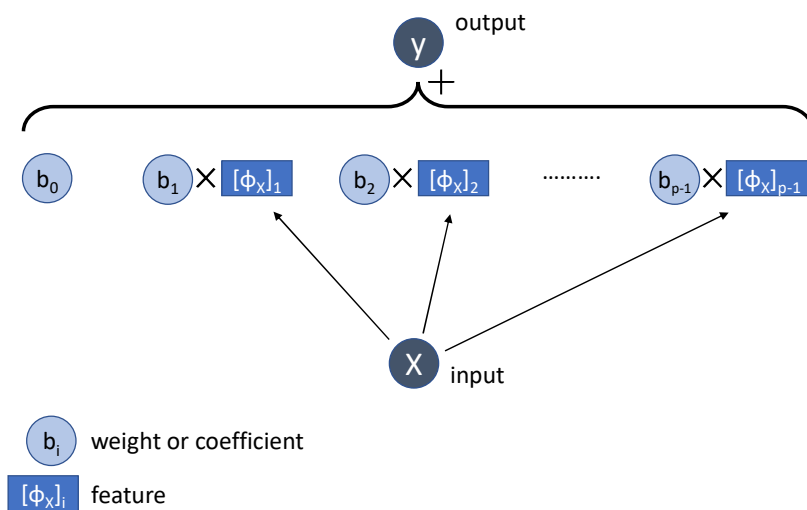 output
y
+
b₀ b₁ × [ϕₓ]₁ b₂ × [ϕₓ]₂ .......... bₚ₋₁ × [ϕₓ]ₚ₋₁
X
input
bᵢ weight or coefficient
[ϕₓ]ᵢ feature